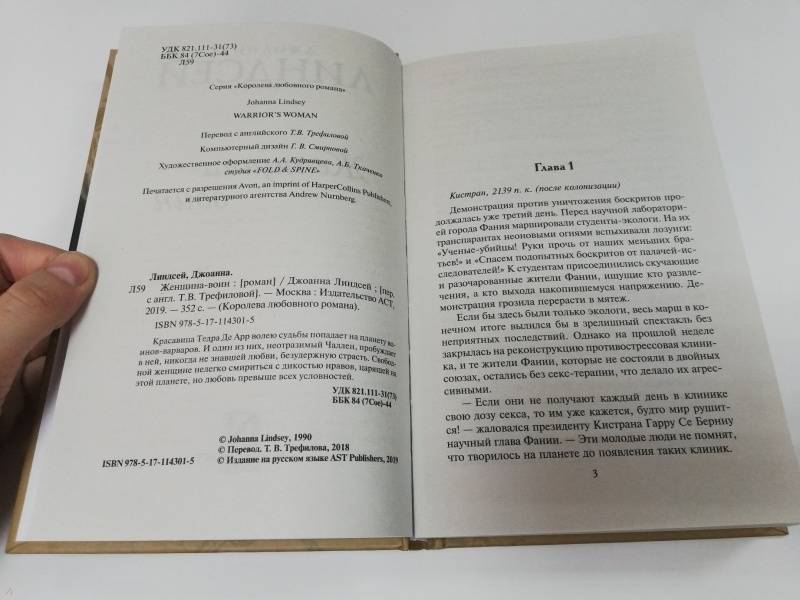 УДК 821.111-31(73)
ББК 84 (7Сое)-44
Л59
Серия «Королева любовного романа»
Johanna Lindsey
WARRIOR'S WOMAN
Перевод с английского Т.В. Трефиловой
Компьютерный дизайн Г.В. Смирновой
Художественное оформление А.А. Кудрявцева, А.Б. Ткаченко
студия «FOLD & SPINE»
Печатается с разрешения Avon, an imprint of HarperCollins Publisher,
и литературного агентства Andrew Nurnberg.
Линдсей, Джоанна.
Л59 Женщина-воин : [роман] / Джоанна Линдсей ; [пер.
с англ. Т.В. Трефиловой]. — Москва : Издательство АСТ,
2019. — 352 с. — (Королева любовного романа).
ISBN 978-5-17-114301-5
Красавица Тедра Де Арр волею судьбы попадает на планету во-
инов-варваров. И один из них, неотразимый Чаллен, пробуждает
в ней, никогда не знавшей любви, безудержную страсть. Свобод-
ной женщине нелегко смириться с дикостью нравов, царящей на
этой планете, но любовь превыше всех условностей.
УДК 821.111-31(73)
ББК 84 (7Сое)-44
© Johanna Lindsey, 1990
© Перевод. Т.В. Трефилова, 2018
ISBN 978-5-17-114301-5 © Издание на русском языке AST Publishers, 2019
Глава 1
Кистран, 2139 п. к. (после колонизации)
Демонстрация против уничтожения боскритов про-
должалась уже третий день. Перед научной лаборатори-
ей города Фания маршировали студенты-экологи. На их
транспарантах неоновыми огнями вспыхивали лозунги:
«Ученые-убийцы! Руки прочь от наших меньших бра-
тьев!» и «Спасем подопытных боскритов от палачей-ис-
следователей!» К студентам присоединились скучающие
и разочарованные жители Фании, ищущие кто развле-
чения, а кто выхода накопившемуся напряжению. Де-
монстрация грозила перерасти в мятеж.
Если бы здесь были только экологи, весь марш в ко-
нечном итоге вылился бы в зрелищный спектакль без
неприятных последствий. Однако на прошлой неделе
закрылась на реконструкцию противострессовая клини-
ка, и те жители Фании, которые не состояли в двойных
союзах, остались без секс-терапии, что делало их агрес-
сивными.
— Если они не получают каждый день в клинике
свою дозу секса, то им уже кажется, будто мир рушит-
ся! — жаловался президенту Кистрана Гарру Се Берниу
научный глава Фании. — Эти молодые люди не помнят,
что творилось на планете до появления таких клиник.
3